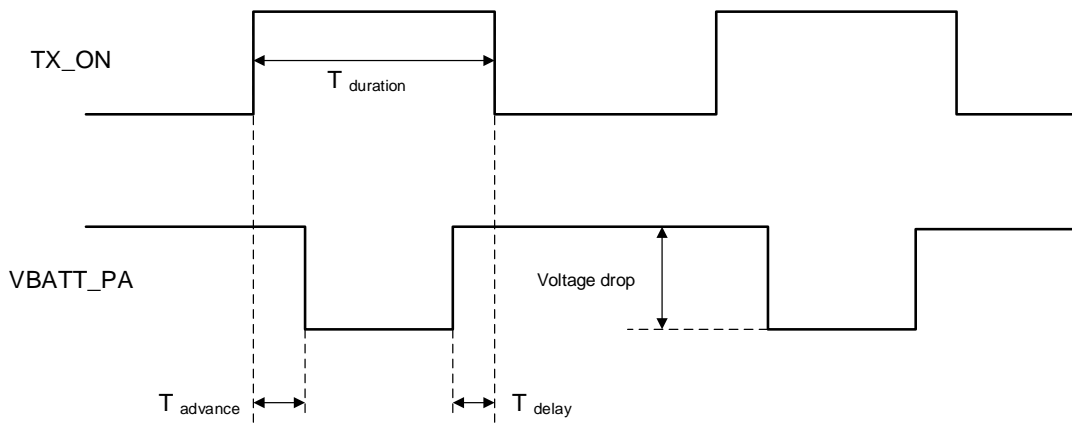 TX_ON
T duration
VBATT_PA
Voltage drop
T advance
T delay